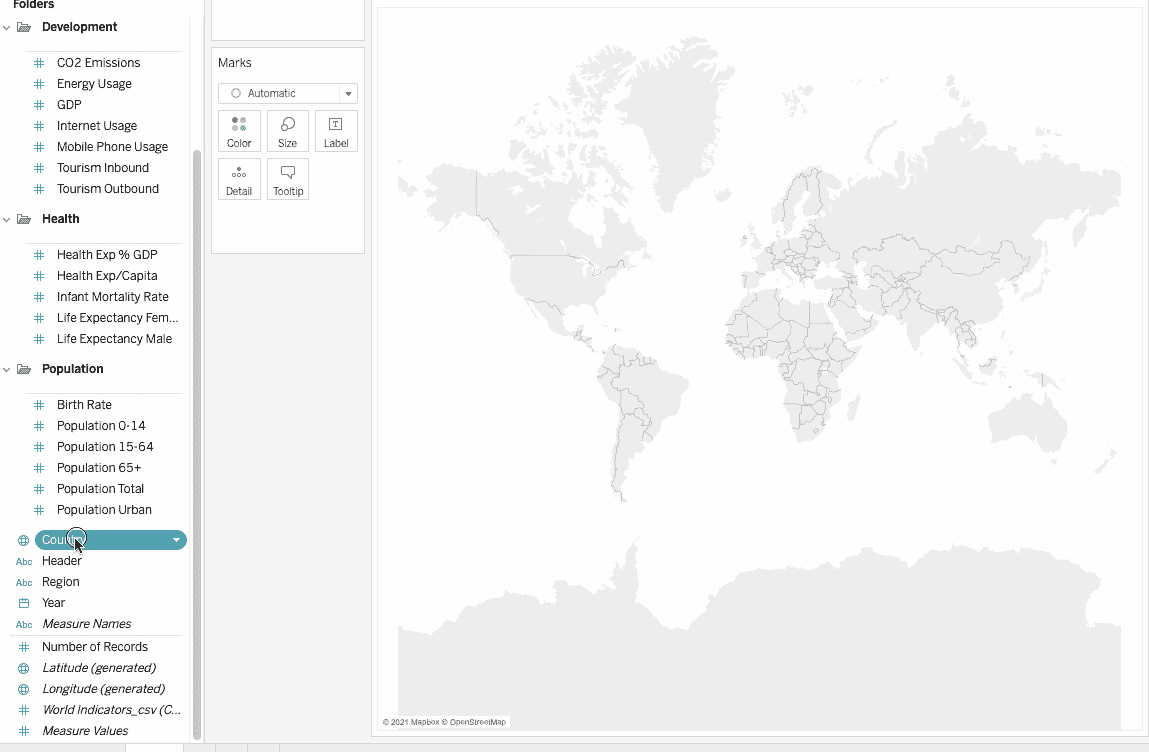 Folders
Development
CO2 Emissions
Energy Usage
GDP
Internet Usage
Mobile Phone Usage
Tourism Inbound
Tourism Outbound
Health
Health Exp % GDP
Health Exp/Capita
Infant Mortality Rate
Life Expectancy Fem...
Life Expectancy Male
Population
Birth Rate
Population 0-14
Population 15-64
Population 65+
Population Total
Population Urban
Country
Abc Header
Abc Region
Year
Abc Measure Names
Number of Records
Latitude (generated)
Longitude (generated)
World Indicators_csv (C...
Measure Values
Marks
Automatic
Color Size Label
Detail Tooltip
© 2021 Mapbox © OpenStreetMap